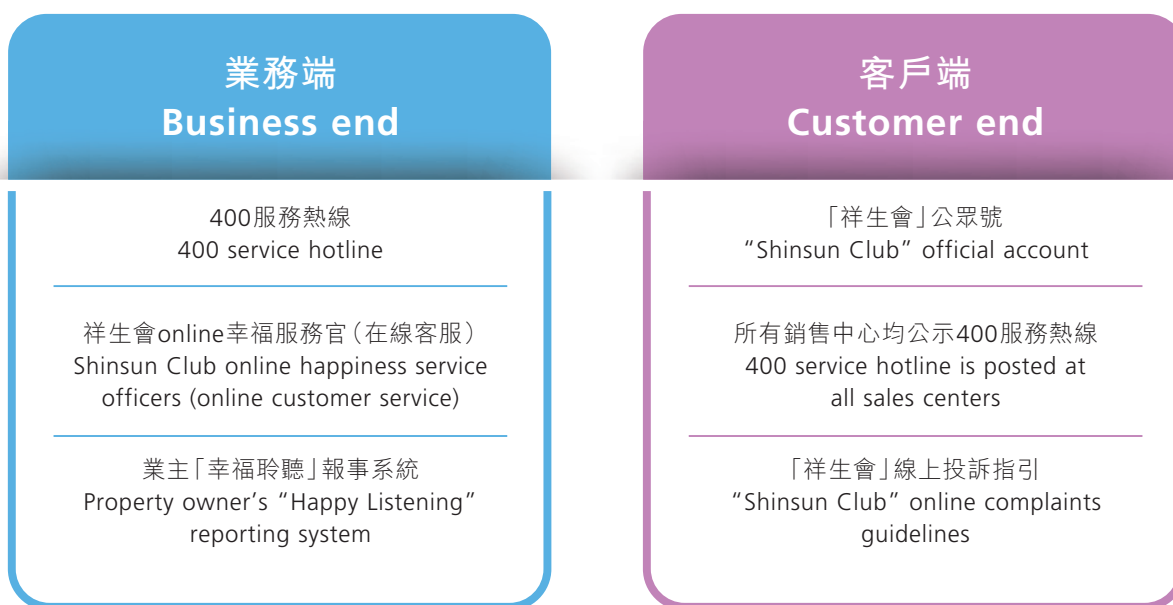 業務端
Business end
400服務熱線
400 service hotline
祥生會online幸福服務官（在線客服）
Shinsun Club online happiness service
officers (online customer service)
業主「幸福聆聽」報事系統
Property owner’s “Happy Listening”
reporting system
客戶端
Customer end
「祥生會」公眾號
“Shinsun Club” official account
所有銷售中心均公示400服務熱線
400 service hotline is posted at
all sales centers
「祥生會」線上投訴指引
“Shinsun Club” online complaints
guidelines